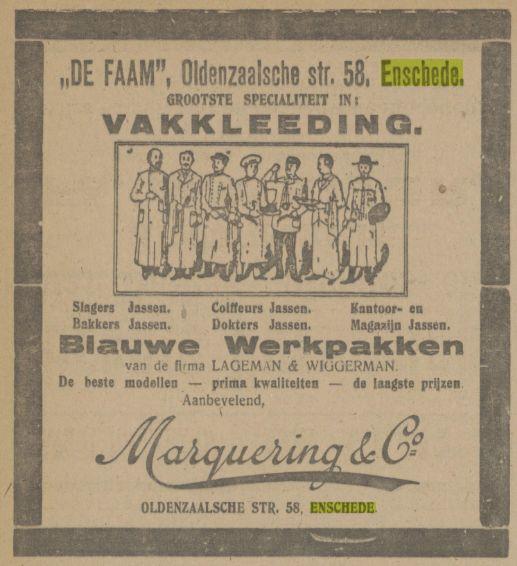 „DE FAAM”, Oldenzaalsche str. 58, Enschede.
GROOTSTE SPECIALITEIT IN:
VAKKLEEDING.
Slagers Jassen. Coiffeurs Jassen. Kantoor- en
Bakkers Jassen. Dokters Jassen. Magazijn Jassen.
Blauwe Werkpakken
van de firma LAGEMAN & WIGGERMAN.
De beste modellen — prima kwaliteiten — de laagste prijzen.
Aanbevelend,
Marquering & Co.
OLDENZAALSCHE STR. 58, ENSCHEDE.